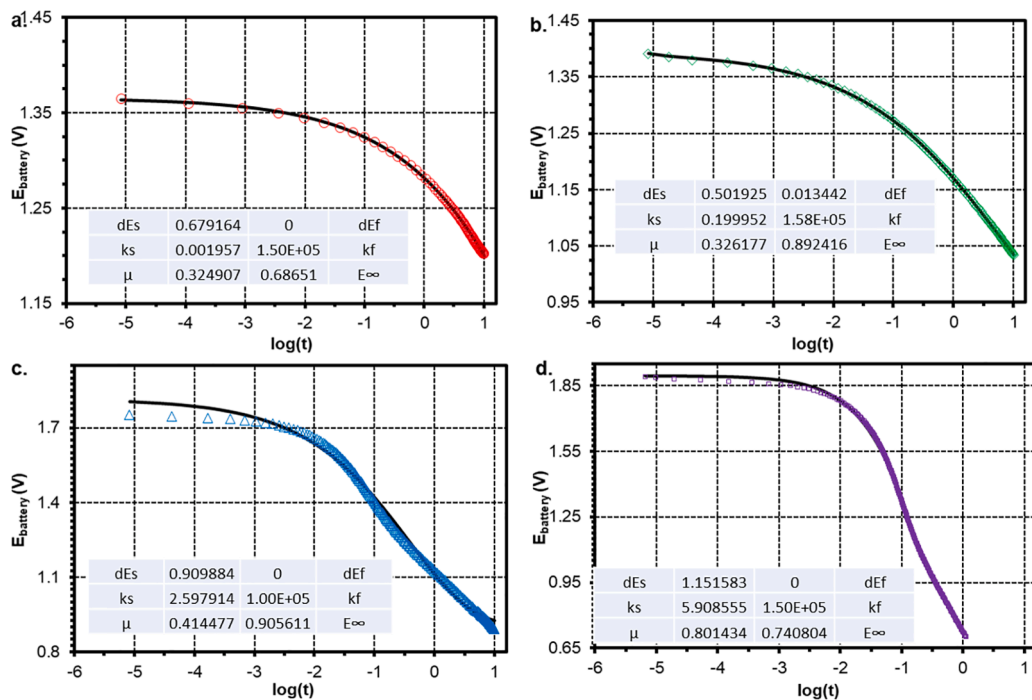 a.
1.45
1.35
1.25
1.15
E_battery (V)
dEs 0.679164 0 dEf
ks 0.001957 1.50E+05 kf
μ 0.324907 0.68651 E∞
-6 -5 -4 -3 -2 -1 0 1
log(t)
b.
1.45
1.35
1.25
1.15
1.05
0.95
E_battery (V)
dEs 0.501925 0.013442 dEf
ks 0.199952 1.58E+05 kf
μ 0.326177 0.892416 E∞
-6 -5 -4 -3 -2 -1 0 1
log(t)
c.
1.7
1.4
1.1
0.8
E_battery (V)
dEs 0.909884 0 dEf
ks 2.597914 1.00E+05 kf
μ 0.414477 0.905611 E∞
-6 -5 -4 -3 -2 -1 0 1
log(t)
d.
1.85
1.55
1.25
0.95
0.65
E_battery (V)
dEs 1.151583 0 dEf
ks 5.908555 1.50E+05 kf
μ 0.801434 0.740804 E∞
-6 -5 -4 -3 -2 -1 0 1
log(t)